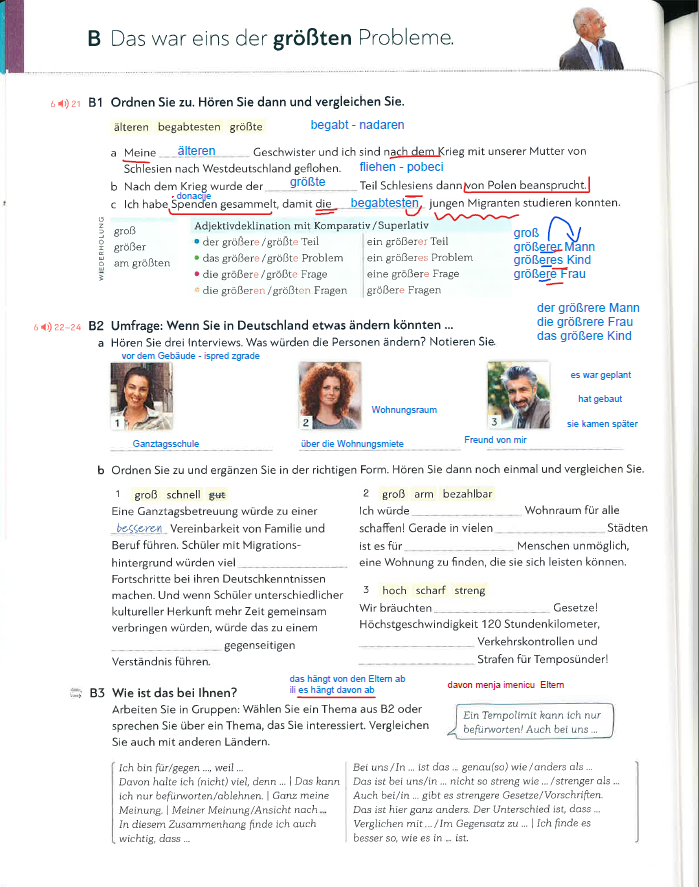 B Das war eins der größten Probleme.
6 21 B1 Ordnen Sie zu. Hören Sie dann und vergleichen Sie.
älteren begabtesten größte
begabt - nadaren
a Meine älteren Geschwister und ich sind nach dem Krieg mit unserer Mutter von
Schlesien nach Westdeutschland geflohen. fliehen - pobeci
b Nach dem Krieg wurde der größte Teil Schlesiens dann von Polen beansprucht.
donacije
c Ich habe Spenden gesammelt, damit die begabtesten, jungen Migranten studieren konnten.
WIEDERHOLUNG
groß
größer
am größten
Adjektivdeklination mit Komparativ/Superlativ
• der größere/größte Teil ein größerer Teil
• das größere/größte Problem ein größeres Problem
• die größere/größte Frage eine größere Frage
• die größeren/größten Fragen größere Fragen
groß
größerer Mann
größeres Kind
größere Frau
der größrere Mann
die größrere Frau
das größere Kind
6 22–24 B2 Umfrage: Wenn Sie in Deutschland etwas ändern könnten ...
a Hören Sie drei Interviews. Was würden die Personen ändern? Notieren Sie.
vor dem Gebäude - ispred zgrade
1
2
3
Wohnungsraum
es war geplant
hat gebaut
sie kamen später
Ganztagsschule
über die Wohnungsmiete
Freund von mir
b Ordnen Sie zu und ergänzen Sie in der richtigen Form. Hören Sie dann noch einmal und vergleichen Sie.
1 groß schnell gut
Eine Ganztagsbetreuung würde zu einer
besseren Vereinbarkeit von Familie und
Beruf führen. Schüler mit Migrations-
hintergrund würden viel
Fortschritte bei ihren Deutschkenntnissen
machen. Und wenn Schüler unterschiedlicher
kultureller Herkunft mehr Zeit gemeinsam
verbringen würden, würde das zu einem
gegenseitigen
Verständnis führen.
2 groß arm bezahlbar
Ich würde Wohnraum für alle
schaffen! Gerade in vielen Städten
ist es für Menschen unmöglich,
eine Wohnung zu finden, die sie sich leisten können.
3 hoch scharf streng
Wir bräuchten Gesetze!
Höchstgeschwindigkeit 120 Stundenkilometer,
Verkehrskontrollen und
Strafen für Temposünder!
das hängt von den Eltern ab
ili es hängt davon ab
davon menja imenicu Eltern
B3 Wie ist das bei Ihnen?
Arbeiten Sie in Gruppen: Wählen Sie ein Thema aus B2 oder
sprechen Sie über ein Thema, das Sie interessiert. Vergleichen
Sie auch mit anderen Ländern.
Ein Tempolimit kann ich nur
befürworten! Auch bei uns ...
Ich bin für/gegen ..., weil ...
Davon halte ich (nicht) viel, denn ... | Das kann
ich nur befürworten/ablehnen. | Ganz meine
Meinung. | Meiner Meinung/Ansicht nach ...
In diesem Zusammenhang finde ich auch
wichtig, dass ...
Bei uns/In ... ist das ... genau(so) wie/anders als ...
Das ist bei uns/in ... nicht so streng wie .../strenger als ...
Auch bei/in ... gibt es strengere Gesetze/Vorschriften.
Das ist hier ganz anders. Der Unterschied ist, dass ...
Verglichen mit .../Im Gegensatz zu ... | Ich finde es
besser so, wie es in ... ist.